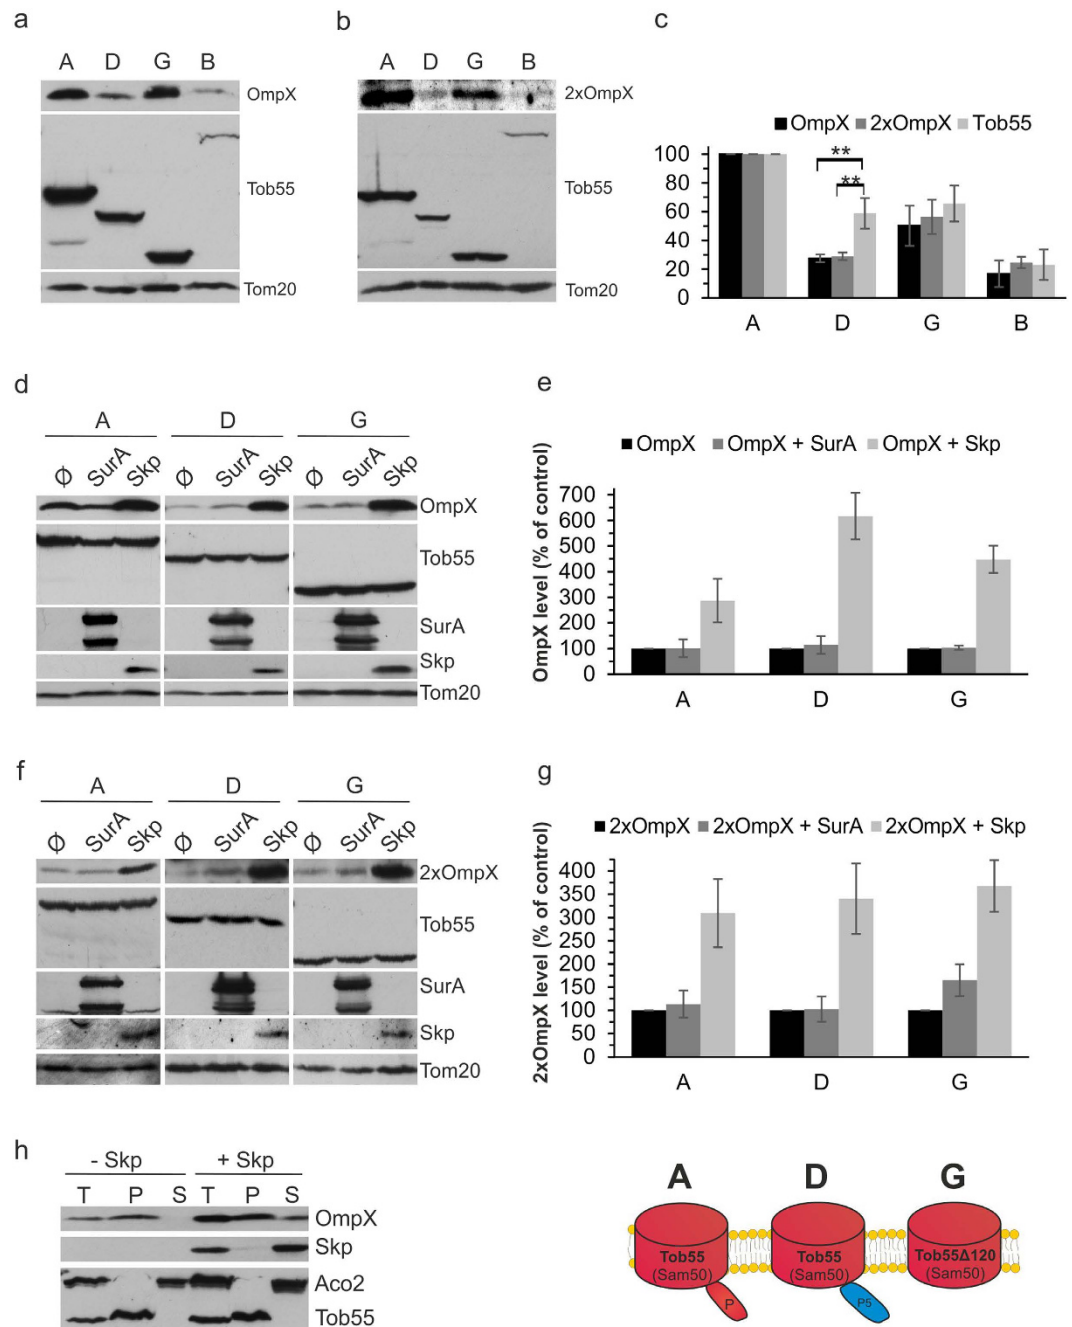 a
A D G B
OmpX
Tob55
Tom20
b
A D G B
2xOmpX
Tob55
Tom20
c
OmpX 2xOmpX Tob55
100
80
60
40
20
0
**
**
A D G B
d
A D G
Ø SurA Skp Ø SurA Skp Ø SurA Skp
OmpX
Tob55
SurA
Skp
Tom20
e
OmpX OmpX + SurA OmpX + Skp
OmpX level (% of control)
700
600
500
400
300
200
100
0
A D G
f
A D G
Ø SurA Skp Ø SurA Skp Ø SurA Skp
2xOmpX
Tob55
SurA
Skp
Tom20
g
2xOmpX 2xOmpX + SurA 2xOmpX + Skp
2xOmpX level (% of control)
400
350
300
250
200
150
100
50
0
A D G
h
- Skp + Skp
T P S T P S
OmpX
Skp
Aco2
Tob55
A D G
Tob55 Tob55 Tob55Δ120
(Sam50) (Sam50) (Sam50)
P P5